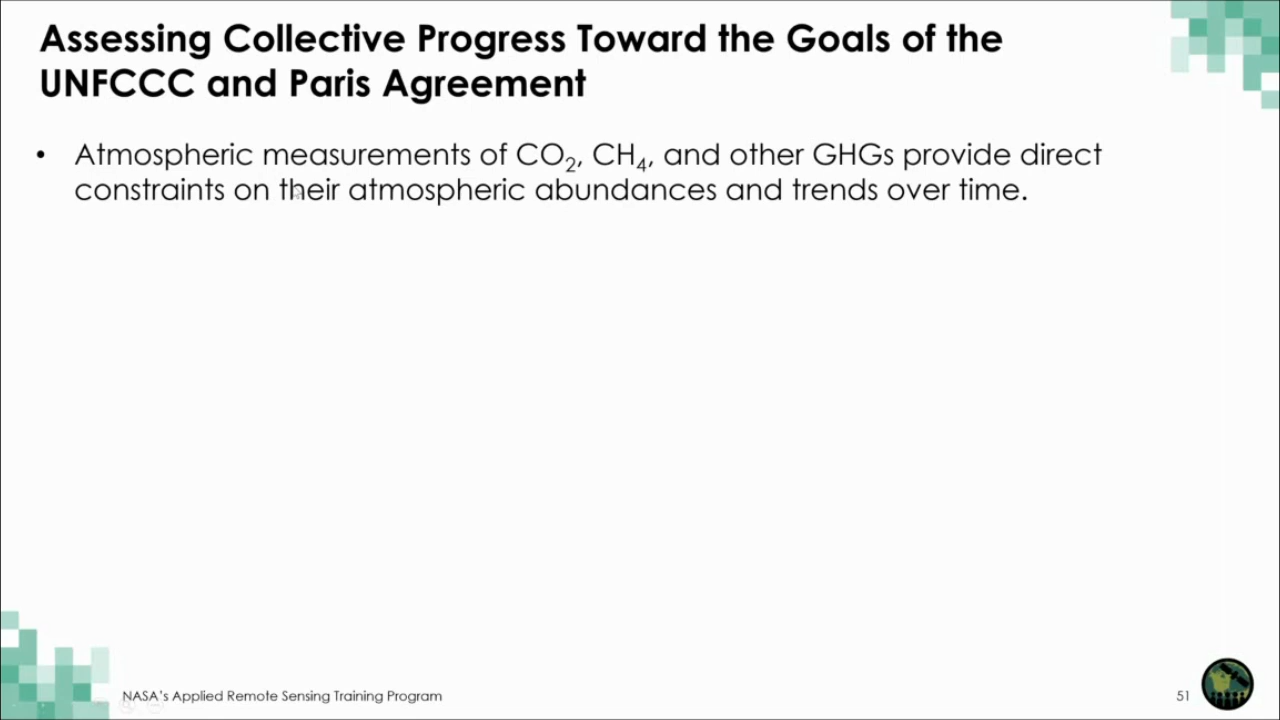 Assessing Collective Progress Toward the Goals of the
UNFCCC and Paris Agreement
• Atmospheric measurements of CO₂, CH₄, and other GHGs provide direct
constraints on their atmospheric abundances and trends over time.
NASA's Applied Remote Sensing Training Program
51